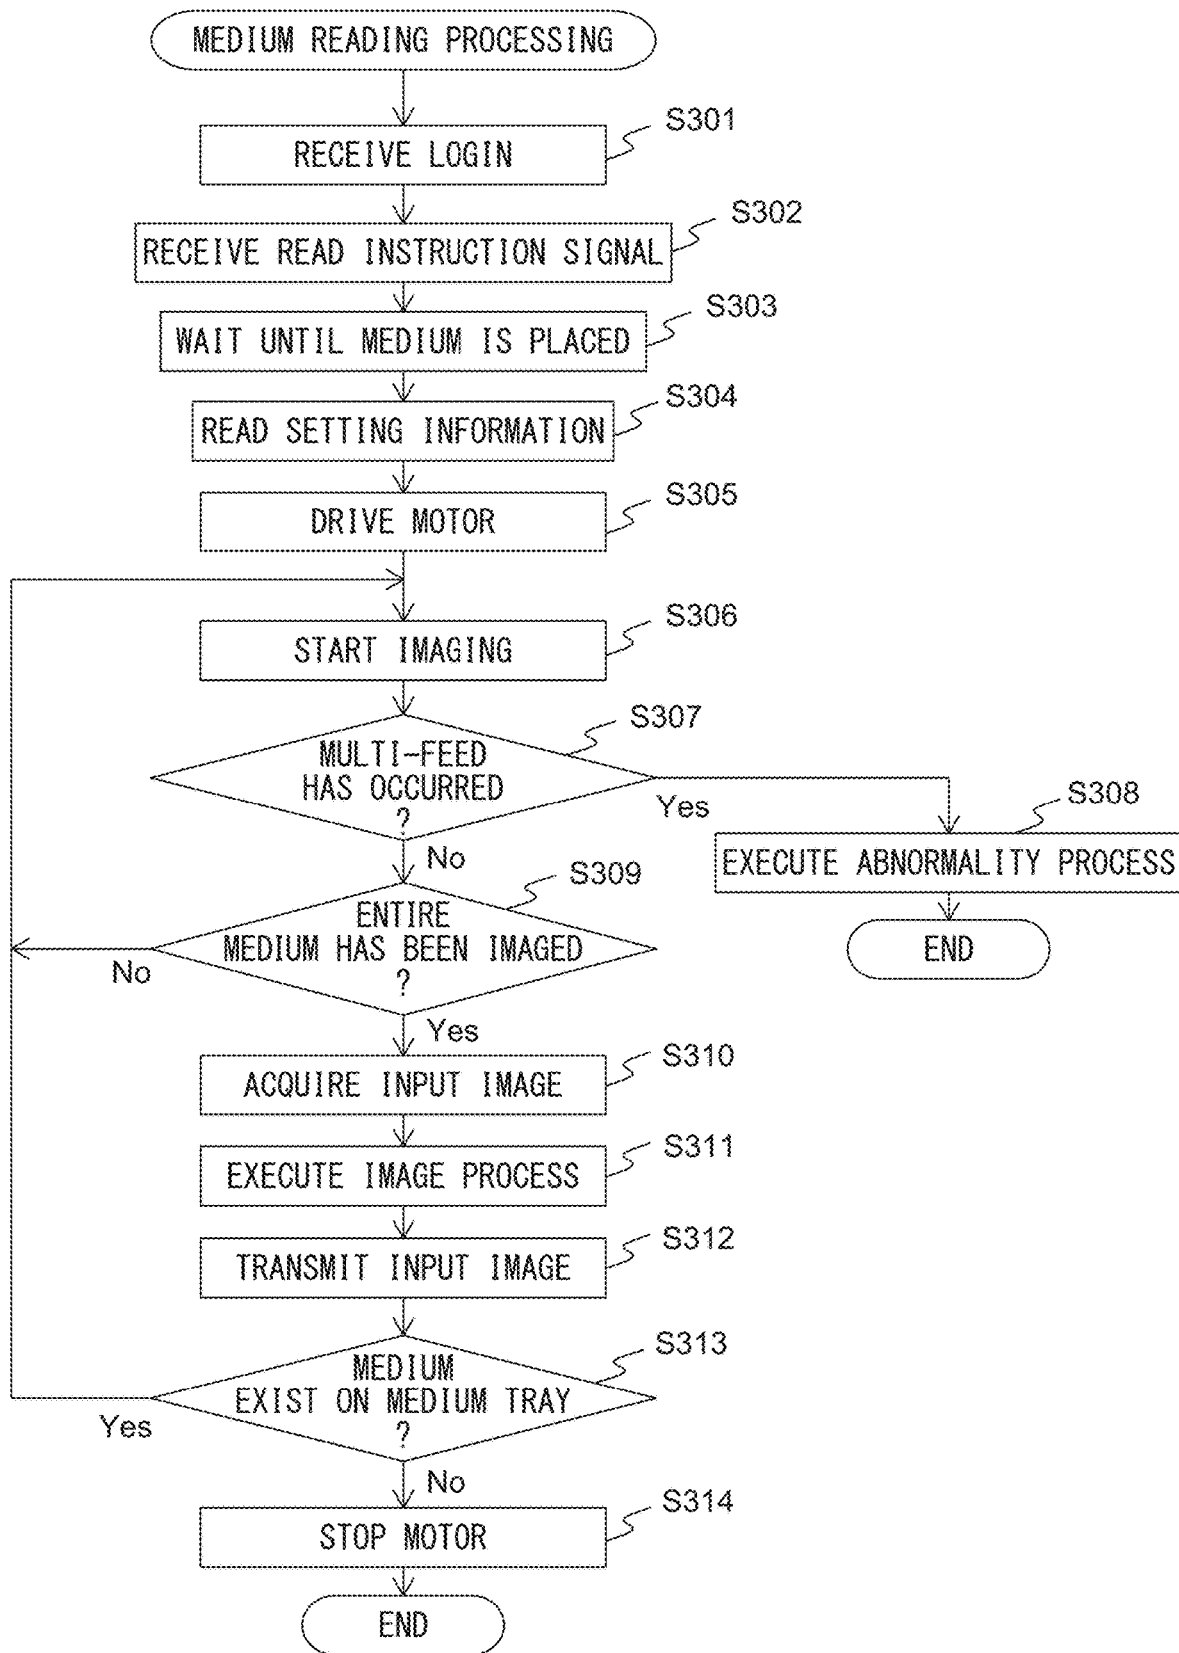 MEDIUM READING PROCESSING
S301
RECEIVE LOGIN
S302
RECEIVE READ INSTRUCTION SIGNAL
S303
WAIT UNTIL MEDIUM IS PLACED
S304
READ SETTING INFORMATION
S305
DRIVE MOTOR
S306
START IMAGING
S307
MULTI-FEED
HAS OCCURRED
?
Yes
No
S308
EXECUTE ABNORMALITY PROCESS
END
S309
ENTIRE
MEDIUM HAS BEEN IMAGED
?
No
Yes
S310
ACQUIRE INPUT IMAGE
S311
EXECUTE IMAGE PROCESS
S312
TRANSMIT INPUT IMAGE
S313
MEDIUM
EXIST ON MEDIUM TRAY
?
Yes
No
S314
STOP MOTOR
END